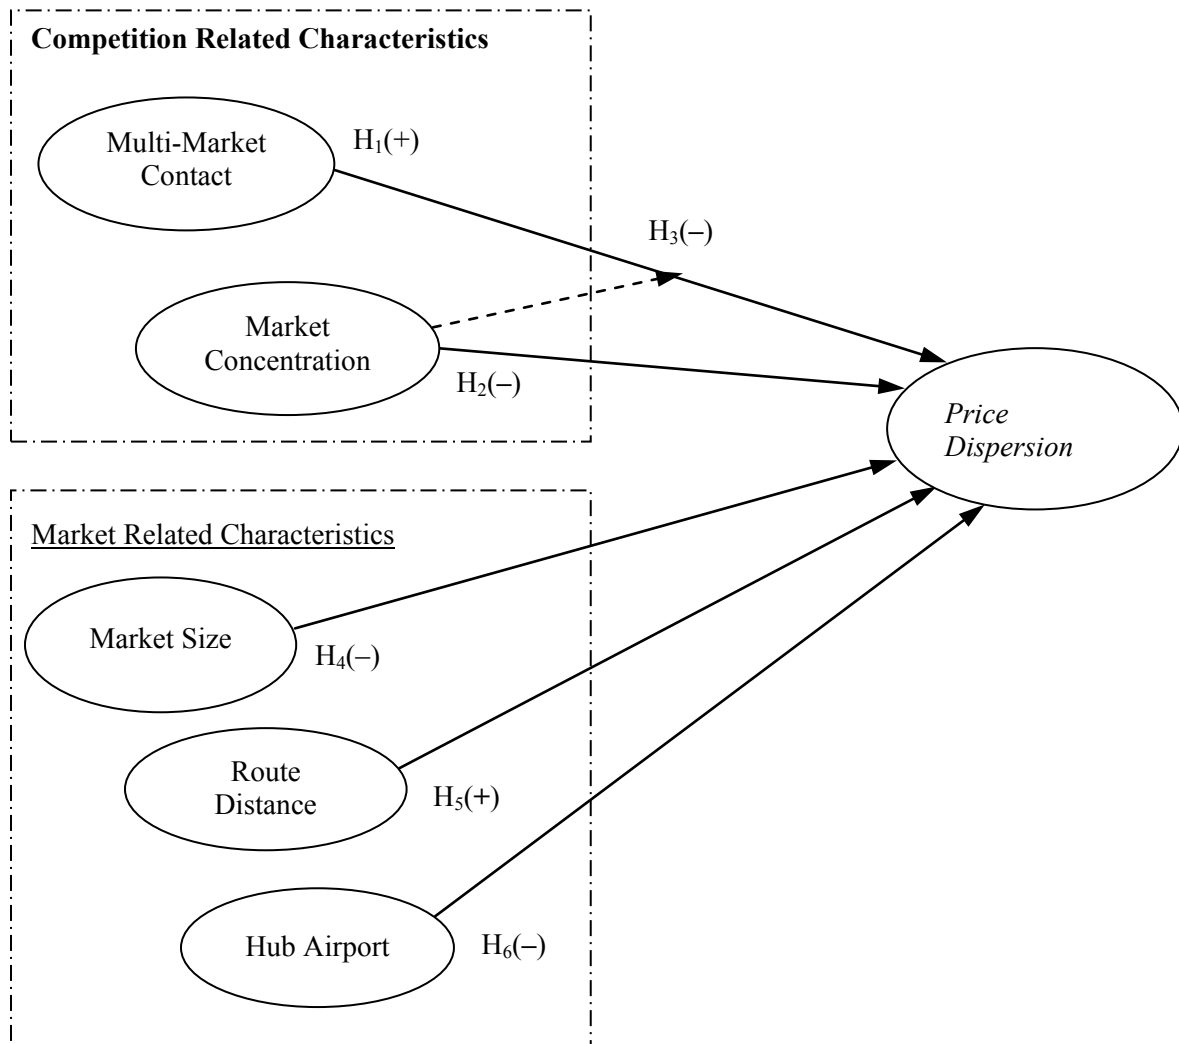 Competition Related Characteristics
Multi-Market
Contact
H₁(+)
H₃(–)
Market
Concentration
H₂(–)
Price
Dispersion
Market Related Characteristics
Market Size
H₄(–)
Route
Distance
H₅(+)
Hub Airport
H₆(–)